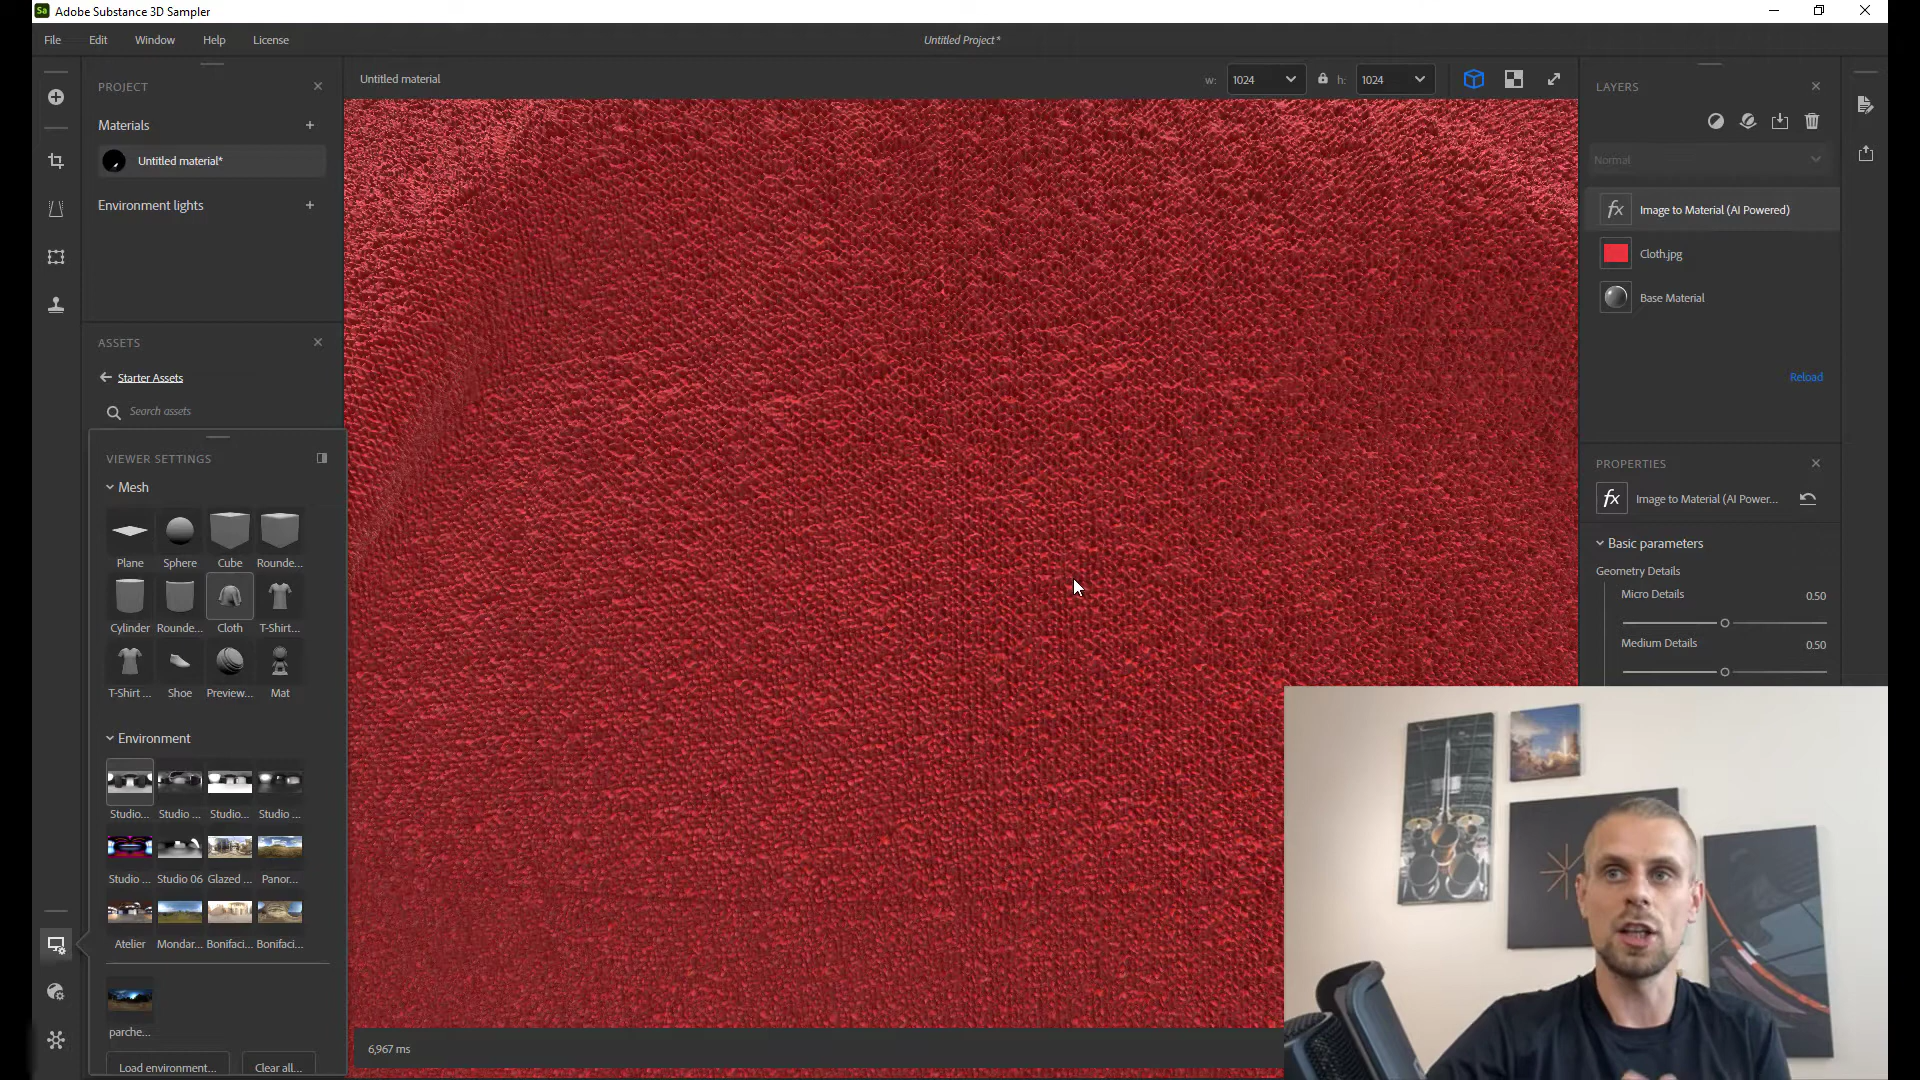 Sa Adobe Substance 3D Sampler
File Edit Window Help License
Untitled Project*
PROJECT
Materials
Untitled material*
Environment lights
ASSETS
Starter Assets
Search assets
VIEWER SETTINGS
Mesh
Plane Sphere Cube Rounde...
Cylinder Rounde... Cloth T-Shirt...
T-Shirt ... Shoe Preview... Mat
Environment
Studio... Studio ... Studio... Studio ...
Studio ... Studio 06 Glazed ... Panor...
Atelier Mondar... Bonifaci... Bonifaci...
parche...
Load environment... Clear all...
Untitled material
w: 1024 h: 1024
6,967 ms
LAYERS
Normal
fx Image to Material (AI Powered)
Cloth.jpg
Base Material
Reload
PROPERTIES
fx Image to Material (AI Power...
Basic parameters
Geometry Details
Micro Details 0.50
Medium Details 0.50